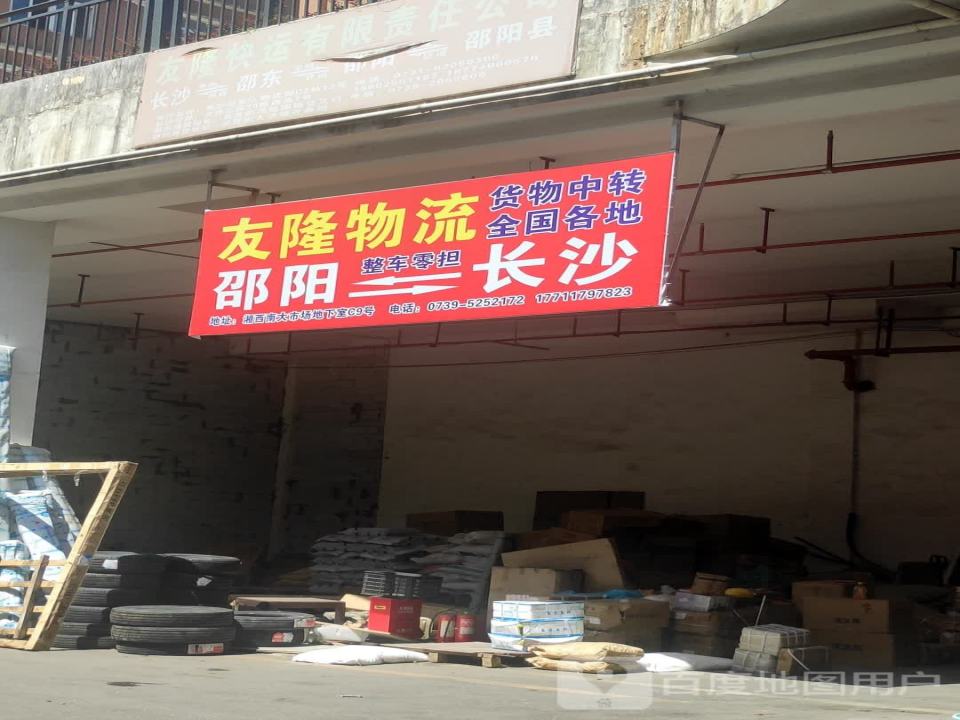 友隆快运有限责任公司
长沙 邵东 邵阳 邵阳县
友隆物流 货物中转
全国各地
邵阳 整车零担 长沙
地址：湘西南大市场地下室C9号 电话：0739-5252172 17711797823
百度地图用户